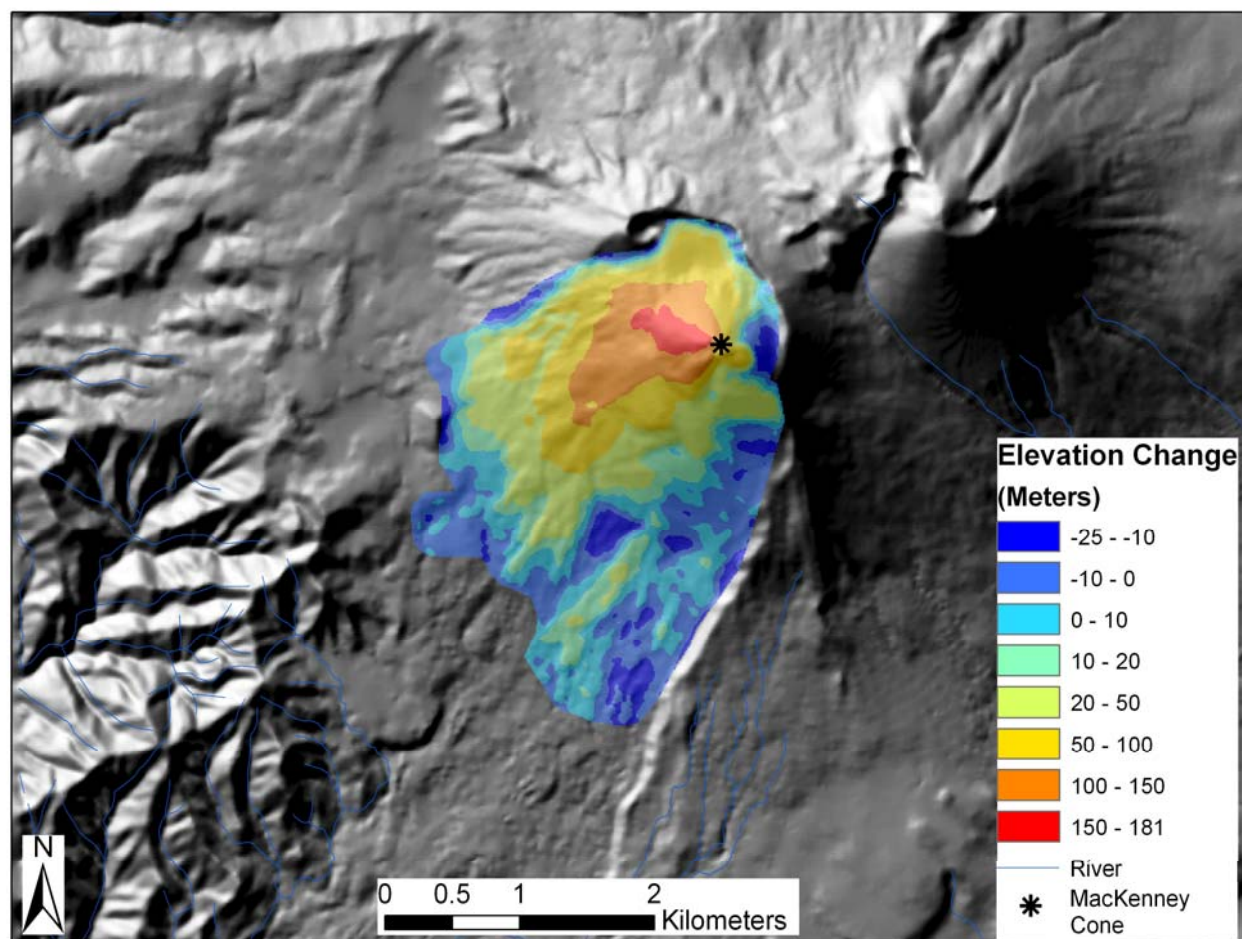 Elevation Change
(Meters)
-25 - -10
-10 - 0
0 - 10
10 - 20
20 - 50
50 - 100
100 - 150
150 - 181
River
MacKenney
Cone
N
0 0.5 1 2
Kilometers